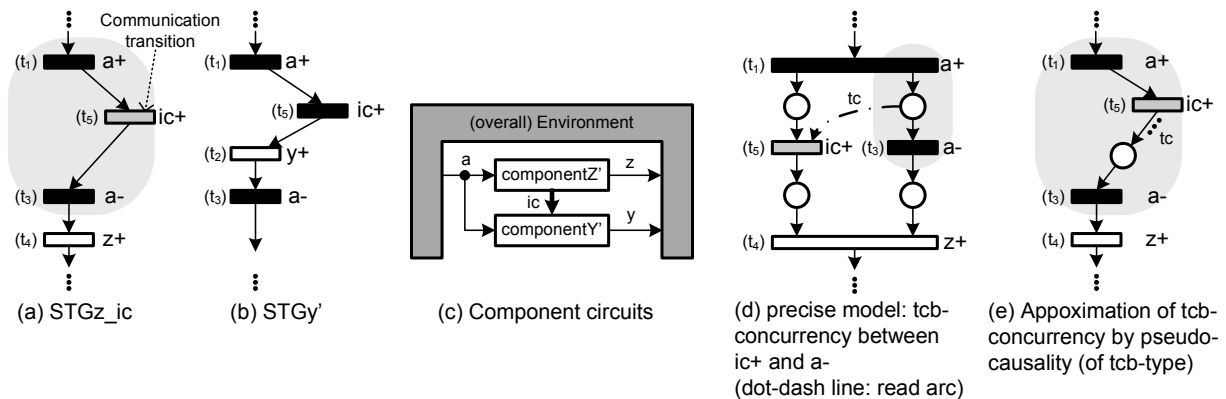 Communication
transition
(t1) a+
(t5) ic+
(t3) a-
(t4) z+
(a) STGz_ic
(t1) a+
(t5) ic+
(t2) y+
(t3) a-
(b) STGy'
(overall) Environment
a
componentZ'
z
ic
componentY'
y
(c) Component circuits
(t1) a+
tc
(t5) ic+
(t3) a-
(t4) z+
(d) precise model: tcb-
concurrency between
ic+ and a-
(dot-dash line: read arc)
(t1) a+
(t5) ic+
tc
(t3) a-
(t4) z+
(e) Appoximation of tcb-
concurrency by pseudo-
causality (of tcb-type)